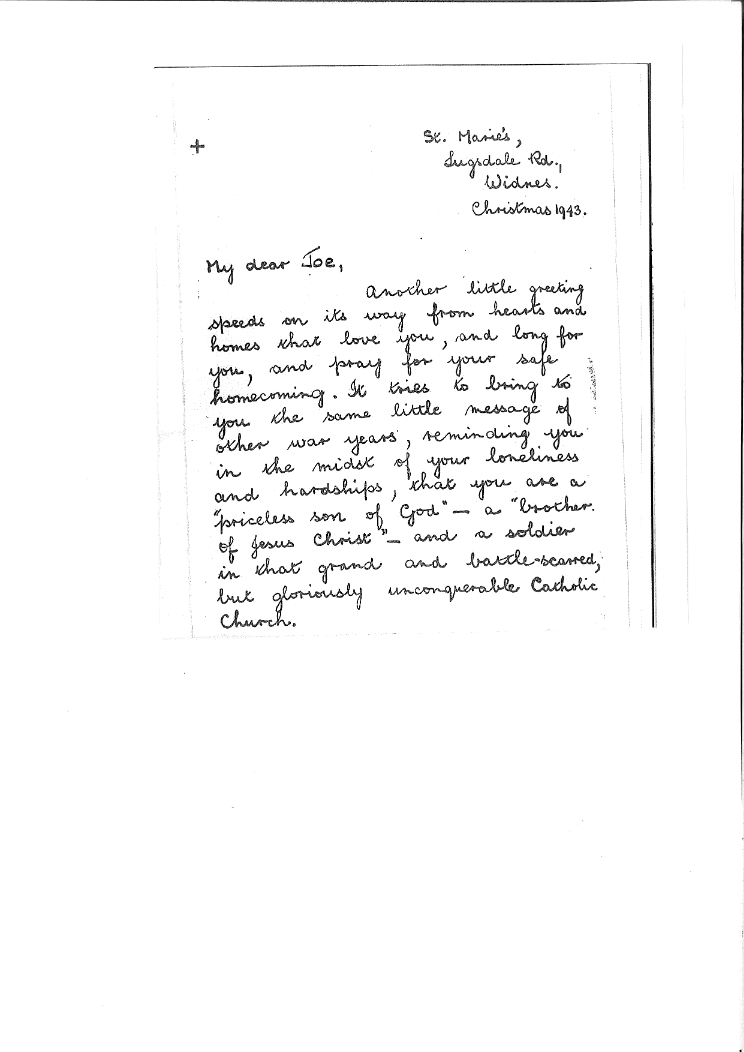 +
St. Marie's,
Lugsdale Rd.,
Widnes.
Christmas 1943.
My dear Joe,
Another little greeting
speeds on its way from hearts and
homes that love you, and long for
you, and pray for your safe
homecoming. It tries to bring to
you the same little message of
other war years, reminding you
in the midst of your loneliness
and hardships, that you are a
"priceless son of God" — a "brother
of Jesus Christ" — and a soldier
in that grand and battle-scarred,
but gloriously unconquerable Catholic
Church.